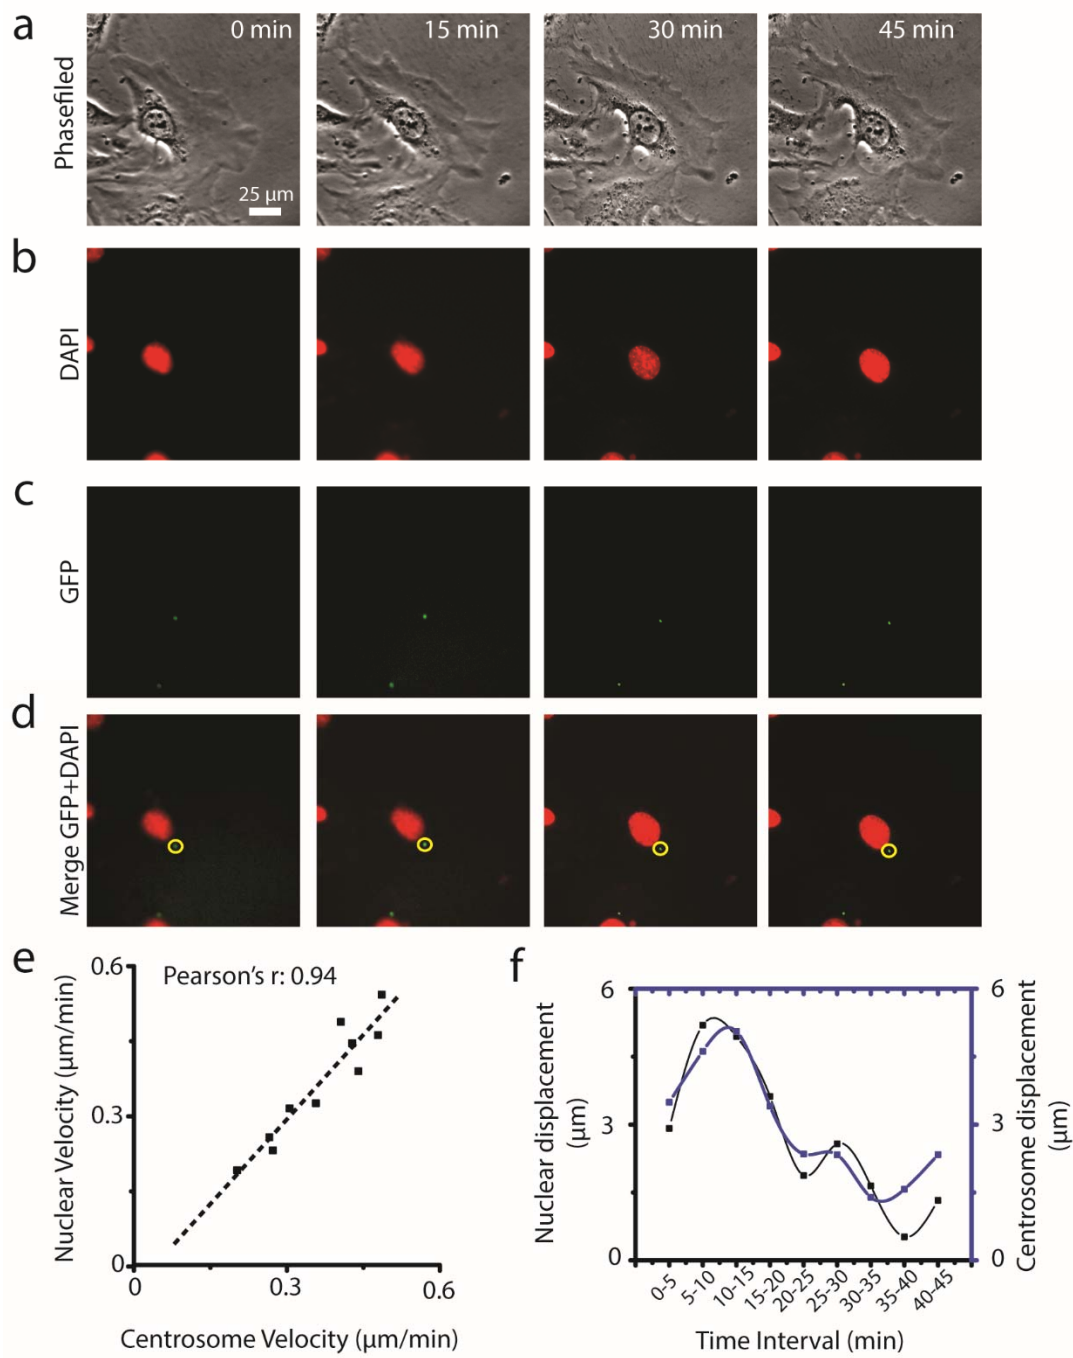 a
0 min
15 min
30 min
45 min
Phasefiled
25 μm
b
DAPI
c
GFP
d
Merge GFP+DAPI
e
Pearson's r: 0.94
0.6
0.3
0
0
0.3
0.6
Nuclear Velocity (μm/min)
Centrosome Velocity (μm/min)
f
6
3
0
Nuclear displacement
(μm)
6
3
0
Centrosome displacement
(μm)
0-5
5-10
10-15
15-20
20-25
25-30
30-35
35-40
40-45
Time Interval (min)